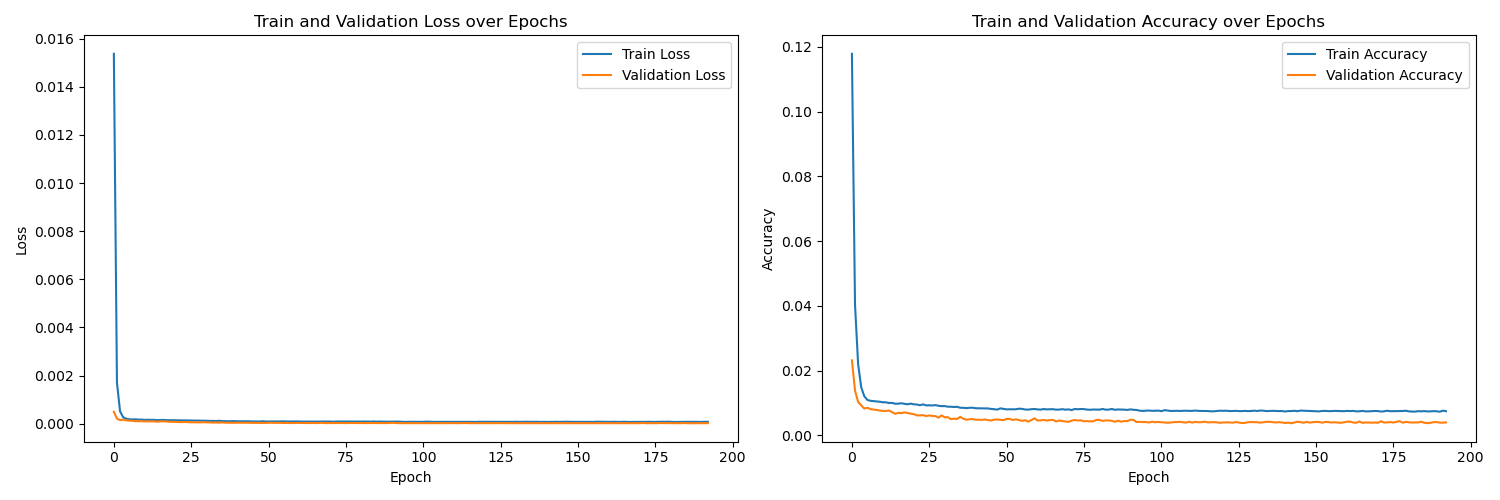 Train and Validation Loss over Epochs
Train Loss
Validation Loss
0.016
0.014
0.012
0.010
0.008
0.006
0.004
0.002
0.000
Loss
0 25 50 75 100 125 150 175 200
Epoch
Train and Validation Accuracy over Epochs
Train Accuracy
Validation Accuracy
0.12
0.10
0.08
0.06
0.04
0.02
0.00
Accuracy
0 25 50 75 100 125 150 175 200
Epoch